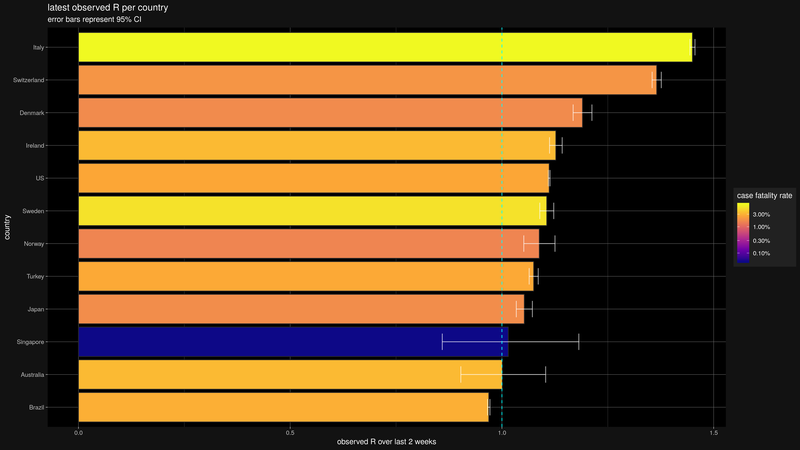 latest observed R per country
error bars represent 95% CI
Italy
Switzerland
Denmark
Ireland
US
Sweden
Norway
Turkey
Japan
Singapore
Australia
Brazil
country
0.0
0.5
1.0
1.5
observed R over last 2 weeks
case fatality rate
3.00%
1.00%
0.30%
0.10%